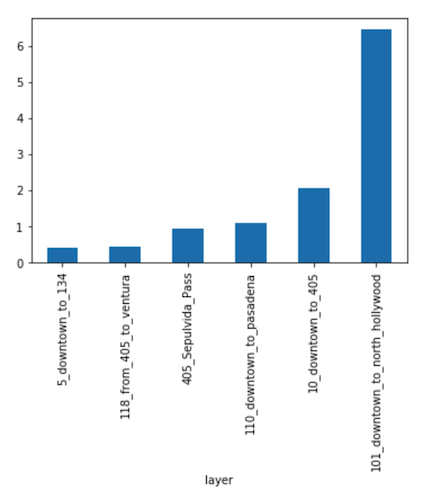 6
5
4
3
2
1
0
5_downtown_to_134
118_from_405_to_ventura
405_Sepulvida_Pass
110_downtown_to_pasadena
10_downtown_to_405
101_downtown_to_north_hollywood
layer